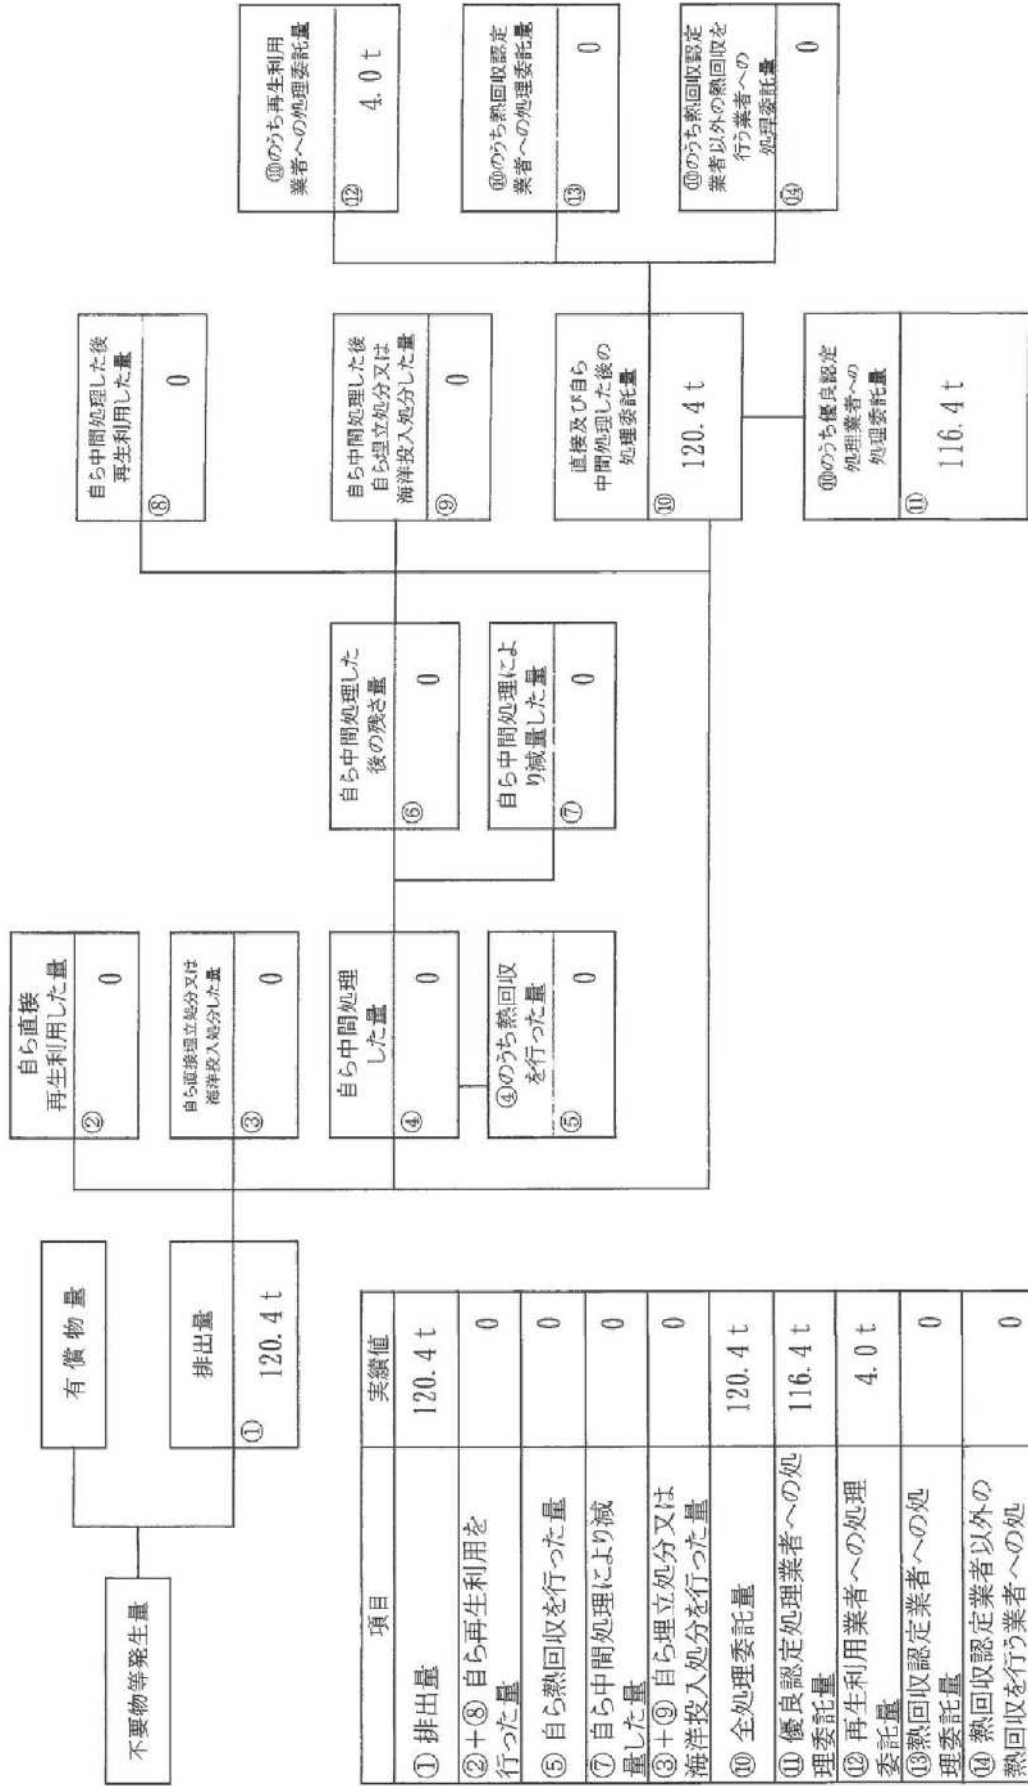 不要物等発生量
有償物量
排出量
①
120.4 t
自ら直接
再生利用した量
②
0
自ら直接埋立処分又は
海洋投入処分した量
③
0
自ら中間処理
した量
④
0
④のうち熱回収
を行った量
⑤
0
自ら中間処理した
後の残さ量
⑥
0
自ら中間処理によ
り減量した量
⑦
0
自ら中間処理した後
再生利用した量
⑧
0
自ら中間処理した後
自ら埋立処分又は
海洋投入処分した量
⑨
0
直接及び自ら
中間処理した後の
処理委託量
⑩
120.4 t
⑩のうち優良認定
処理業者への
処理委託量
⑪
116.4 t
⑩のうち再生利用
業者への処理委託量
⑫
4.0 t
⑩のうち熱回収認定
業者への処理委託量
⑬
0
⑩のうち熱回収認定
業者以外の熱回収を
行う業者への
処理委託量
⑭
0
項目 実績値
① 排出量 120.4 t
②+⑧ 自ら再生利用を
行った量 0
⑤ 自ら熱回収を行った量 0
⑦ 自ら中間処理により減
量した量 0
③+⑨ 自ら埋立処分又は
海洋投入処分を行った量 0
⑩ 全処理委託量 120.4 t
⑪ 優良認定処理業者への処
理委託量 116.4 t
⑫ 再生利用業者への処理
委託量 4.0 t
⑬熱回収認定業者への処
理委託量 0
⑭ 熱回収認定業者以外の
熱回収を行う業者への処 0